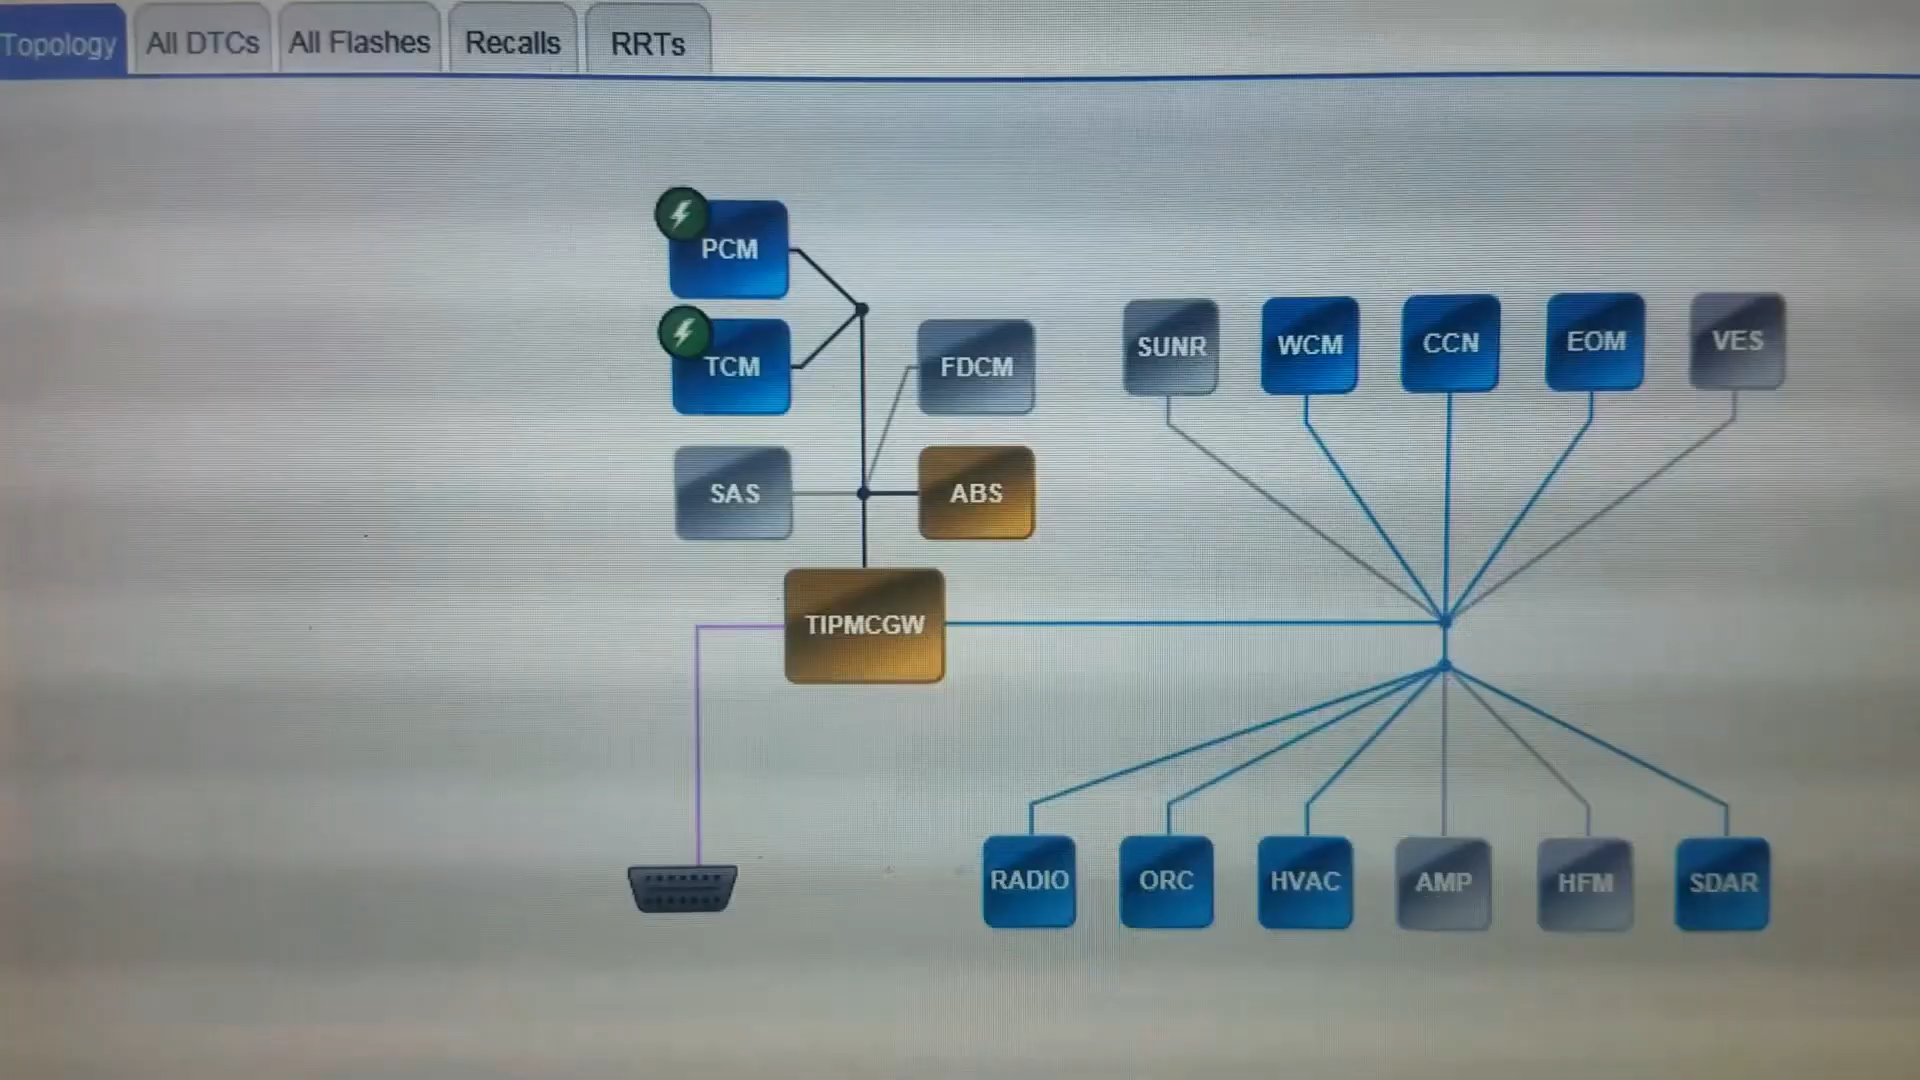 Topology
All DTCs
All Flashes
Recalls
RRTs
PCM
TCM
FDCM
SAS
ABS
TIPMCGW
SUNR
WCM
CCN
EOM
VES
RADIO
ORC
HVAC
AMP
HFM
SDAR